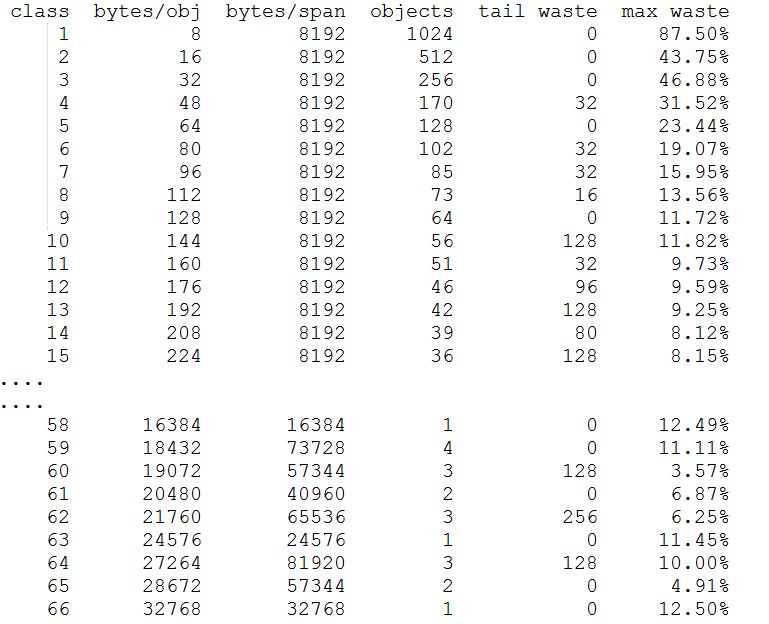 class bytes/obj bytes/span objects tail waste max waste
1 8 8192 1024 0 87.50%
2 16 8192 512 0 43.75%
3 32 8192 256 0 46.88%
4 48 8192 170 32 31.52%
5 64 8192 128 0 23.44%
6 80 8192 102 32 19.07%
7 96 8192 85 32 15.95%
8 112 8192 73 16 13.56%
9 128 8192 64 0 11.72%
10 144 8192 56 128 11.82%
11 160 8192 51 32 9.73%
12 176 8192 46 96 9.59%
13 192 8192 42 128 9.25%
14 208 8192 39 80 8.12%
15 224 8192 36 128 8.15%
....
....
58 16384 16384 1 0 12.49%
59 18432 73728 4 0 11.11%
60 19072 57344 3 128 3.57%
61 20480 40960 2 0 6.87%
62 21760 65536 3 256 6.25%
63 24576 24576 1 0 11.45%
64 27264 81920 3 128 10.00%
65 28672 57344 2 0 4.91%
66 32768 32768 1 0 12.50%